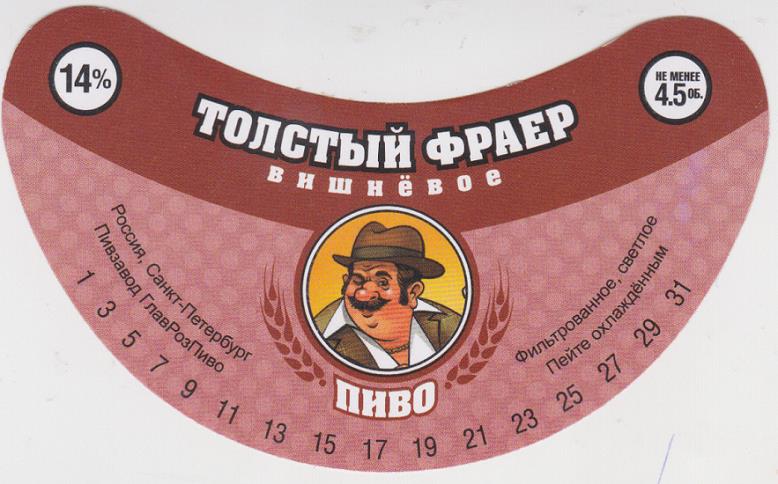 14%
НЕ МЕНЕЕ
4.5 ОБ.
ТОЛСТЫЙ ФРАЕР
вишнёвое
Россия, Санкт-Петербург
Пивзавод ГлавРозПиво
Фильтрованное, светлое
Пейте охлаждённым
ПИВО
1 3 5 7 9 11 13 15 17 19 21 23 25 27 29 31